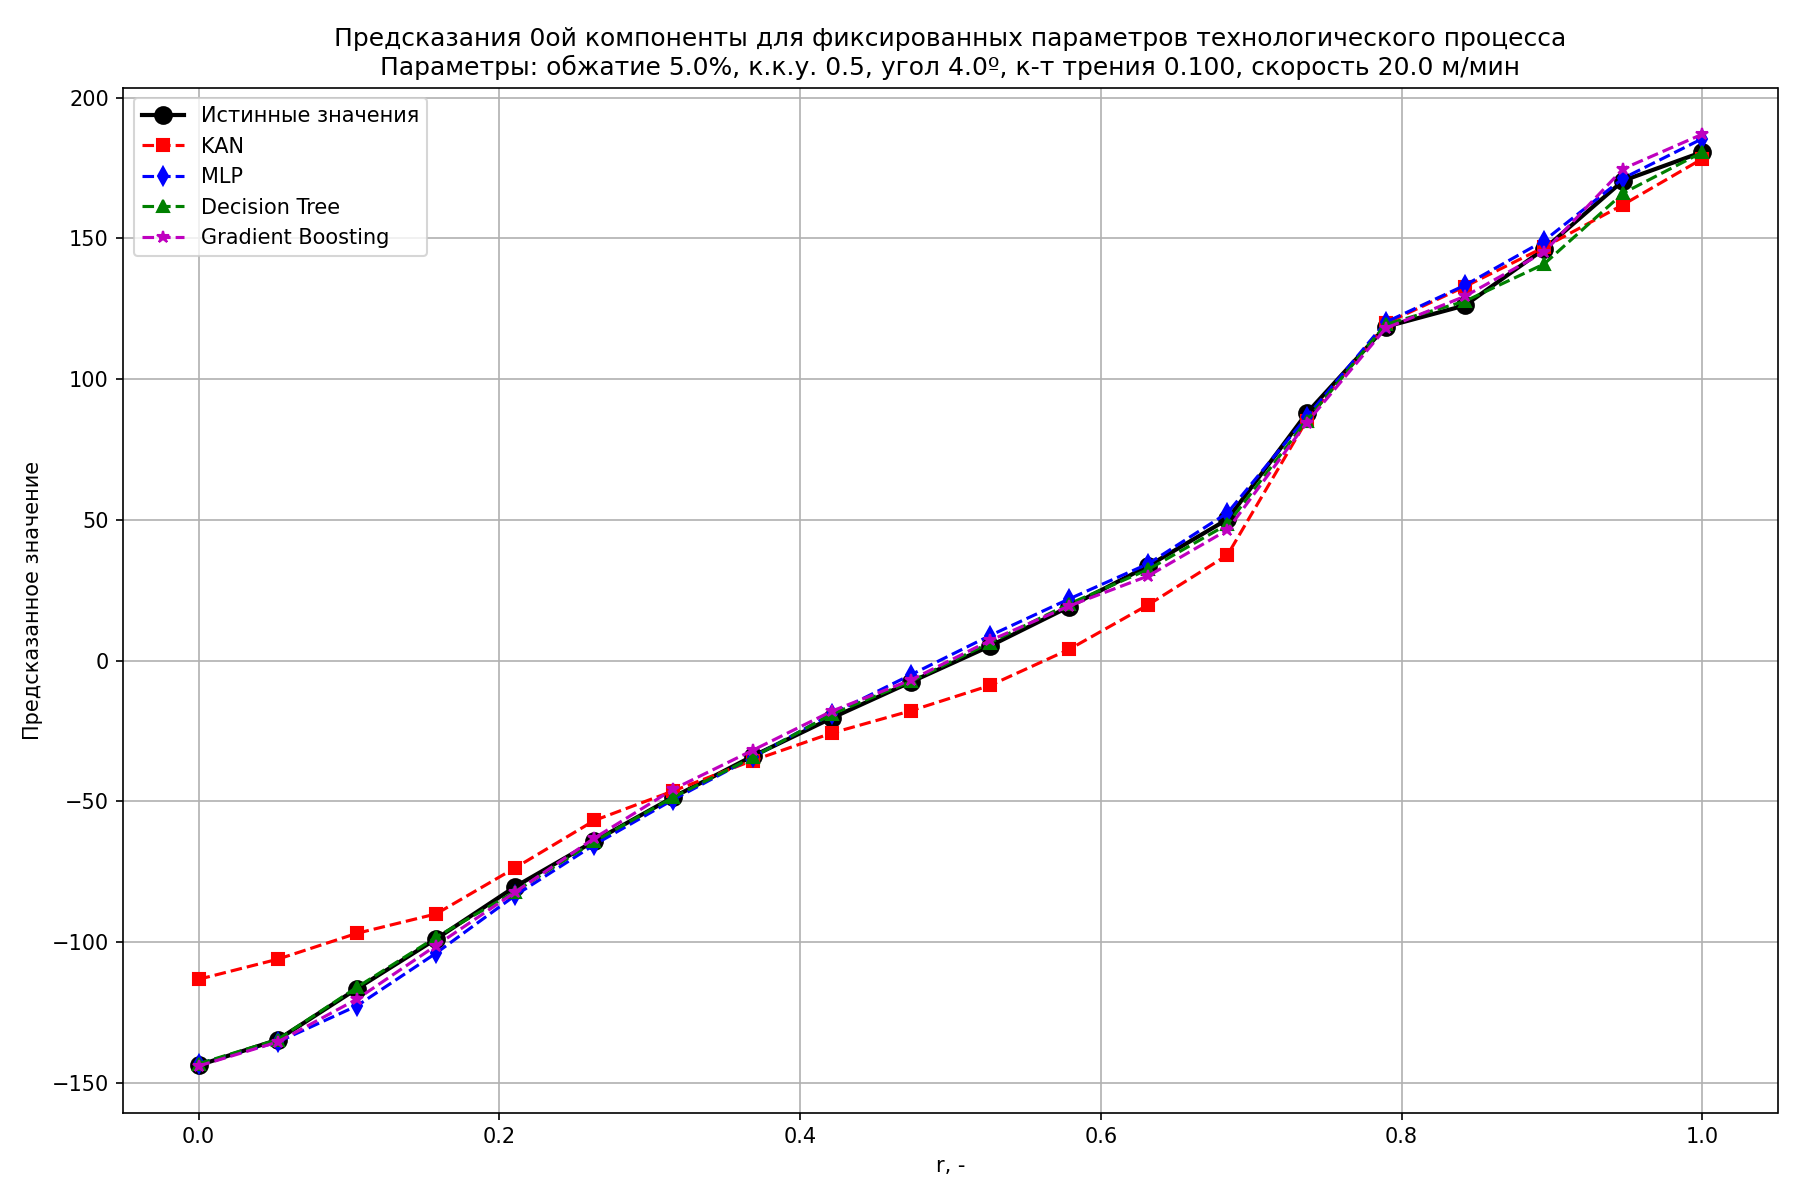 Предсказания 0ой компоненты для фиксированных параметров технологического процесса
Параметры: обжатие 5.0%, к.к.у. 0.5, угол 4.0º, к-т трения 0.100, скорость 20.0 м/мин
Истинные значения
KAN
MLP
Decision Tree
Gradient Boosting
Предсказанное значение
200
150
100
50
0
−50
−100
−150
0.0 0.2 0.4 0.6 0.8 1.0
r, -